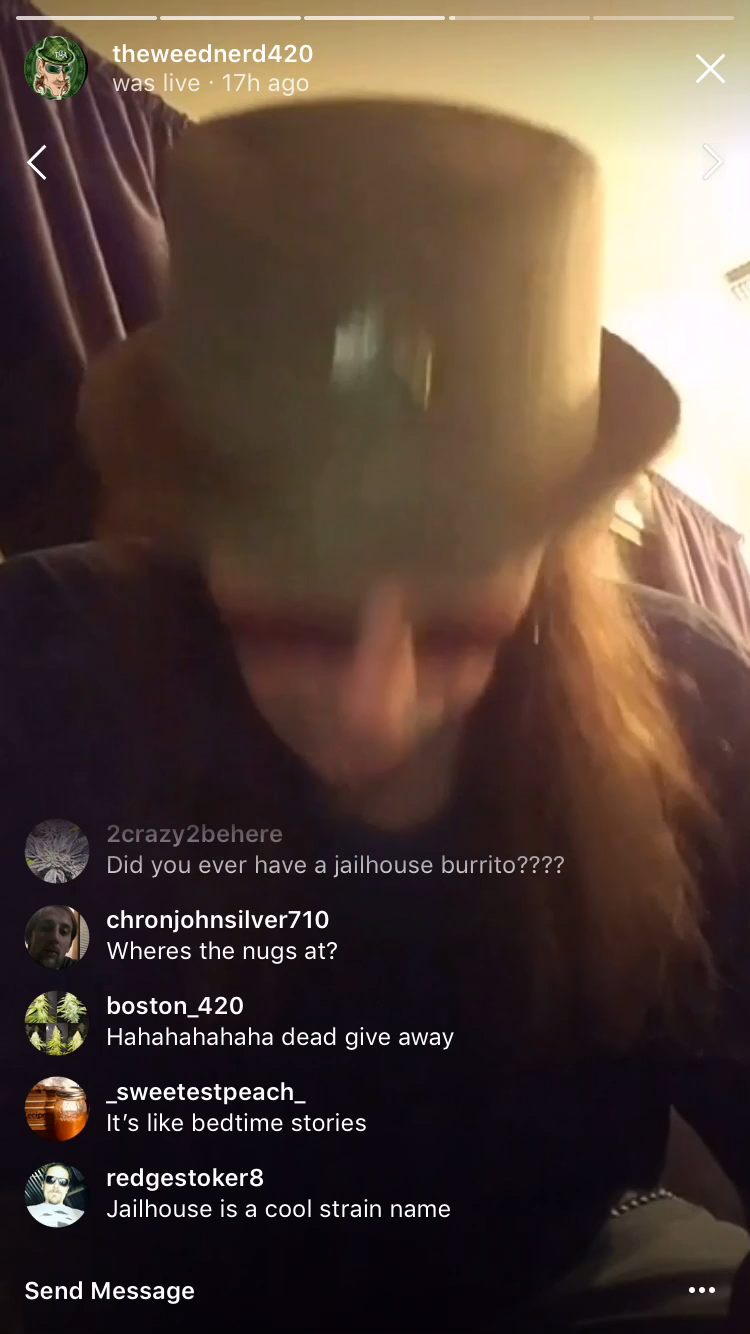 theweednerd420
was live · 17h ago
2crazy2behere
Did you ever have a jailhouse burrito????
chronjohnsilver710
Wheres the nugs at?
boston_420
Hahahahahaha dead give away
_sweetestpeach_
It’s like bedtime stories
redgestoker8
Jailhouse is a cool strain name
Send Message